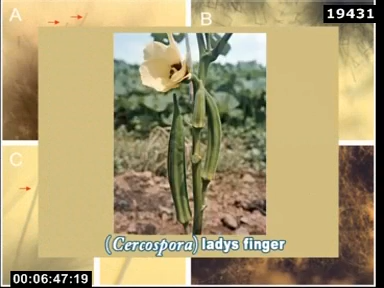 A
B
19431
C
(Cercospora) ladys finger
00:06:47:19